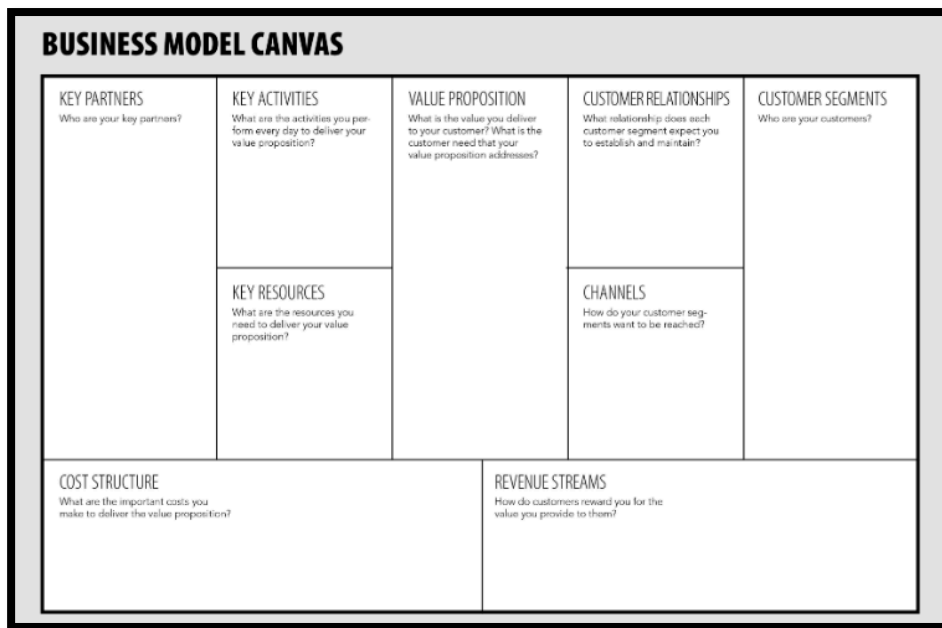 BUSINESS MODEL CANVAS
KEY PARTNERS
Who are your key partners?
KEY ACTIVITIES
What are the activities you per-
form every day to deliver your
value proposition?
KEY RESOURCES
What are the resources you
need to deliver your value
proposition?
VALUE PROPOSITION
What is the value you deliver
to your customer? What is the
customer need that your
value proposition addresses?
CUSTOMER RELATIONSHIPS
What relationship does each
customer segment expect you
to establish and maintain?
CHANNELS
How do your customer seg-
ments want to be reached?
CUSTOMER SEGMENTS
Who are your customers?
COST STRUCTURE
What are the important costs you
make to deliver the value proposition?
REVENUE STREAMS
How do customers reward you for the
value you provide to them?